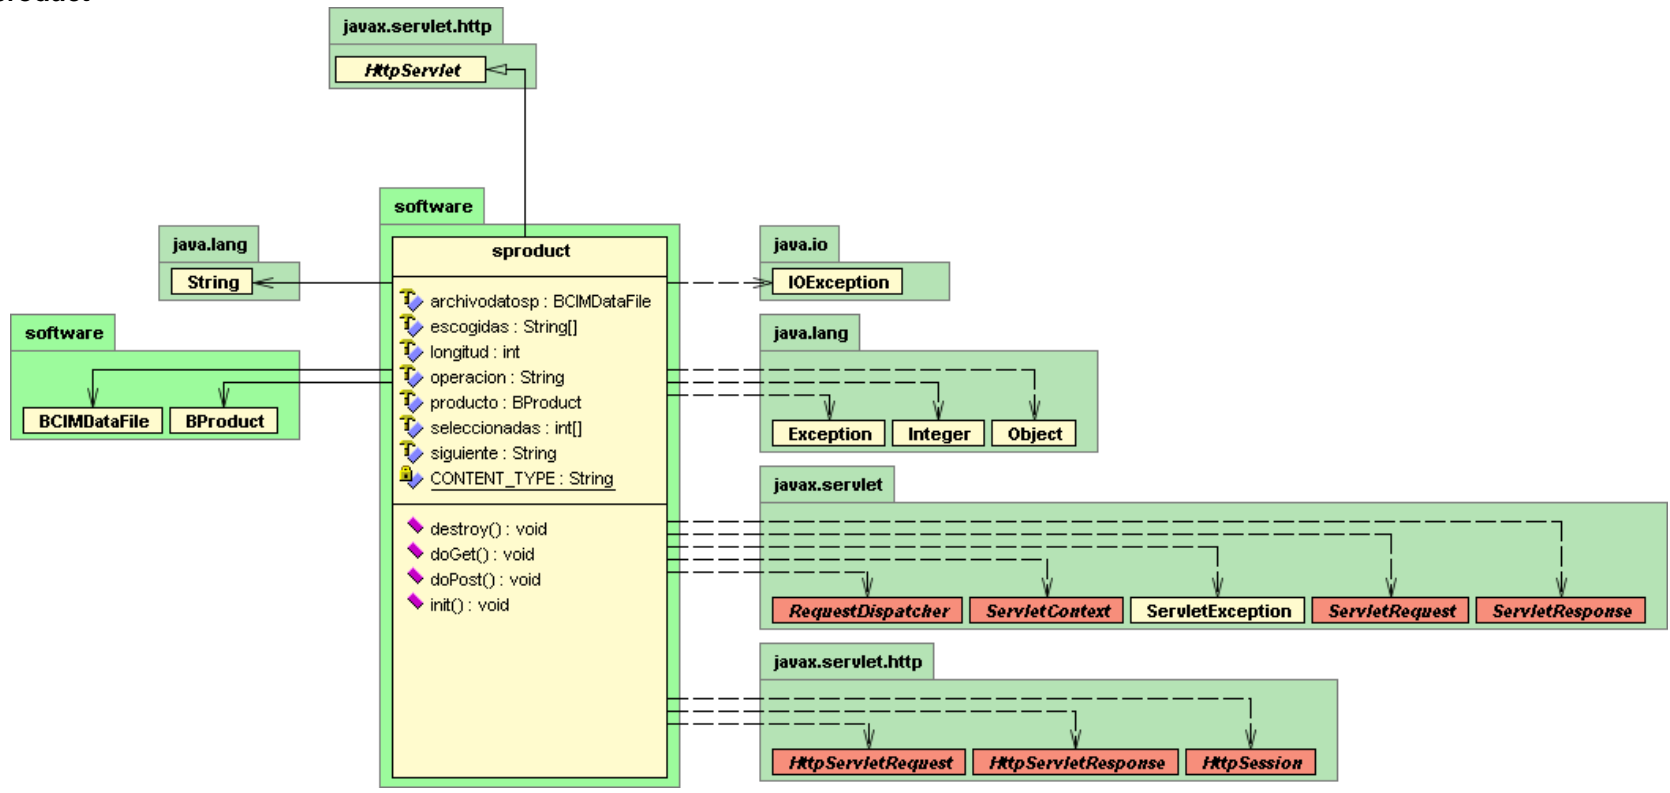 product
javax.servlet.http
HttpServlet
software
sproduct
java.lang
String
java.io
IOException
archivodatosp : BCIMDataFile
escogidas : String[]
longitud : int
operacion : String
producto : BProduct
seleccionadas : int[]
siguiente : String
CONTENT_TYPE : String
software
BCIMDataFile
BProduct
java.lang
Exception
Integer
Object
destroy() : void
doGet() : void
doPost() : void
init() : void
javax.servlet
RequestDispatcher
ServletContext
ServletException
ServletRequest
ServletResponse
javax.servlet.http
HttpServletRequest
HttpServletResponse
HttpSession